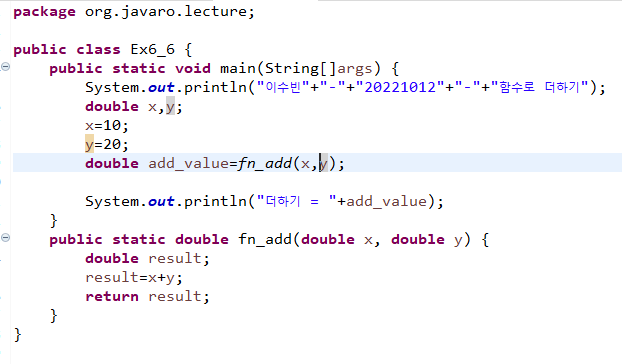 package org.javaro.lecture;
public class Ex6_6 {
public static void main(String[]args) {
System.out.println("이수빈"+"-"+"20221012"+"-"+"함수로 더하기");
double x,y;
x=10;
y=20;
double add_value=fn_add(x,y);
System.out.println("더하기 = "+add_value);
}
public static double fn_add(double x, double y) {
double result;
result=x+y;
return result;
}
}